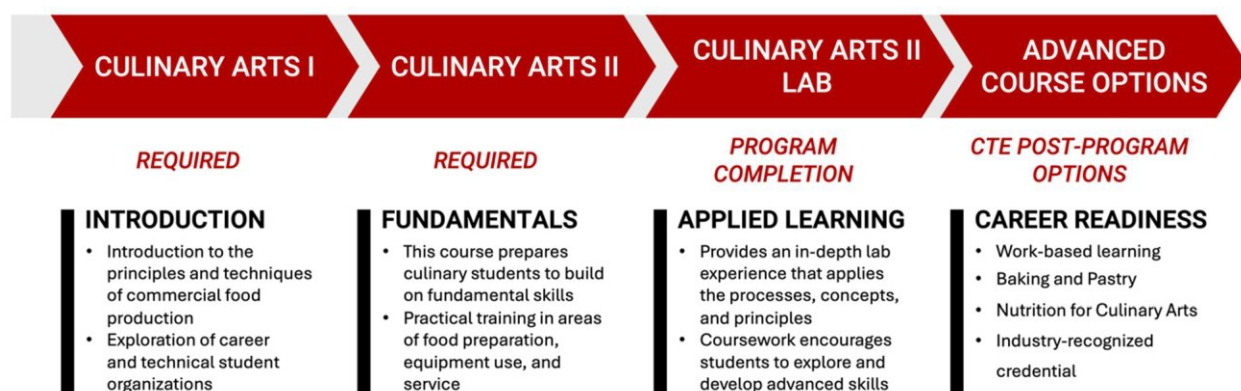 CULINARY ARTS I
CULINARY ARTS II
CULINARY ARTS II
LAB
ADVANCED
COURSE OPTIONS
REQUIRED
REQUIRED
PROGRAM
COMPLETION
CTE POST-PROGRAM
OPTIONS
INTRODUCTION
• Introduction to the
principles and techniques
of commercial food
production
• Exploration of career
and technical student
organizations
FUNDAMENTALS
• This course prepares
culinary students to build
on fundamental skills
• Practical training in areas
of food preparation,
equipment use, and
service
APPLIED LEARNING
• Provides an in-depth lab
experience that applies
the processes, concepts,
and principles
• Coursework encourages
students to explore and
develop advanced skills
CAREER READINESS
• Work-based learning
• Baking and Pastry
• Nutrition for Culinary Arts
• Industry-recognized
credential